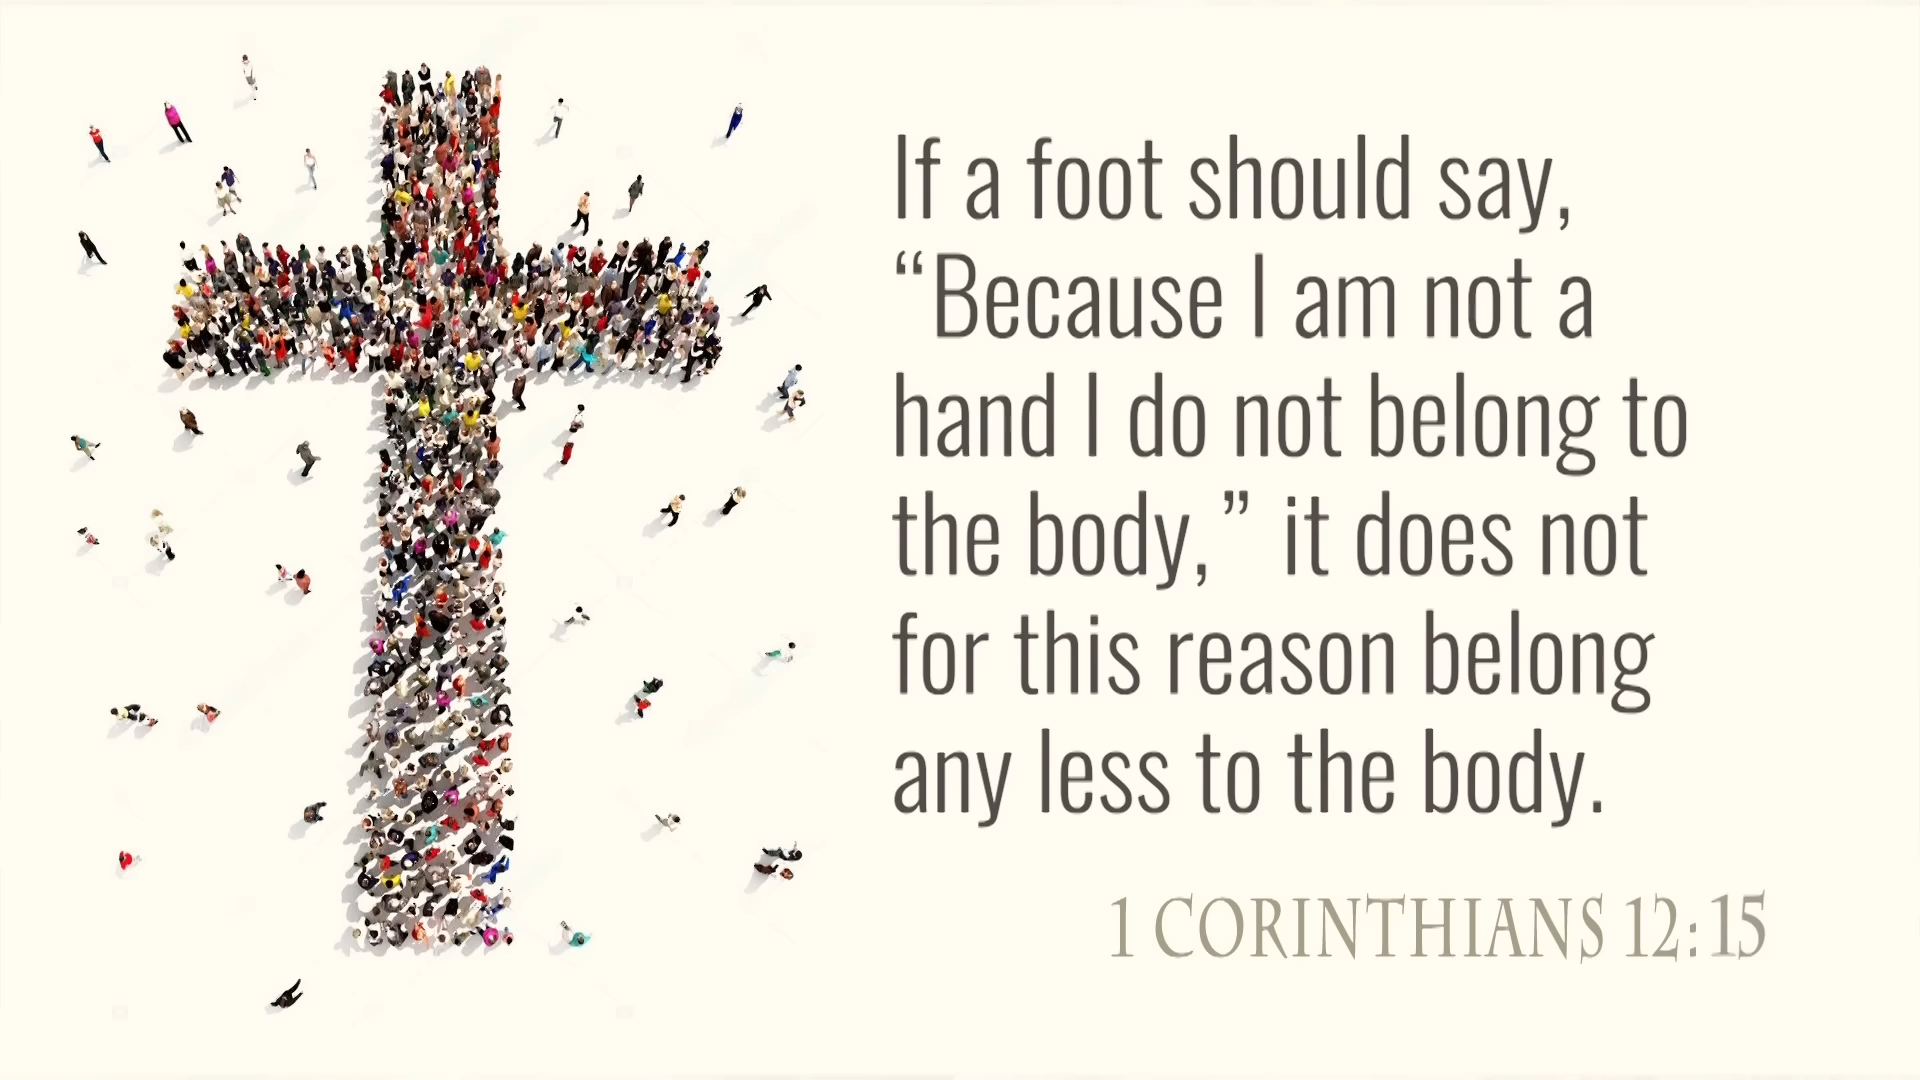 If a foot should say,
“Because I am not a
hand I do not belong to
the body,” it does not
for this reason belong
any less to the body.
1 CORINTHIANS 12:15